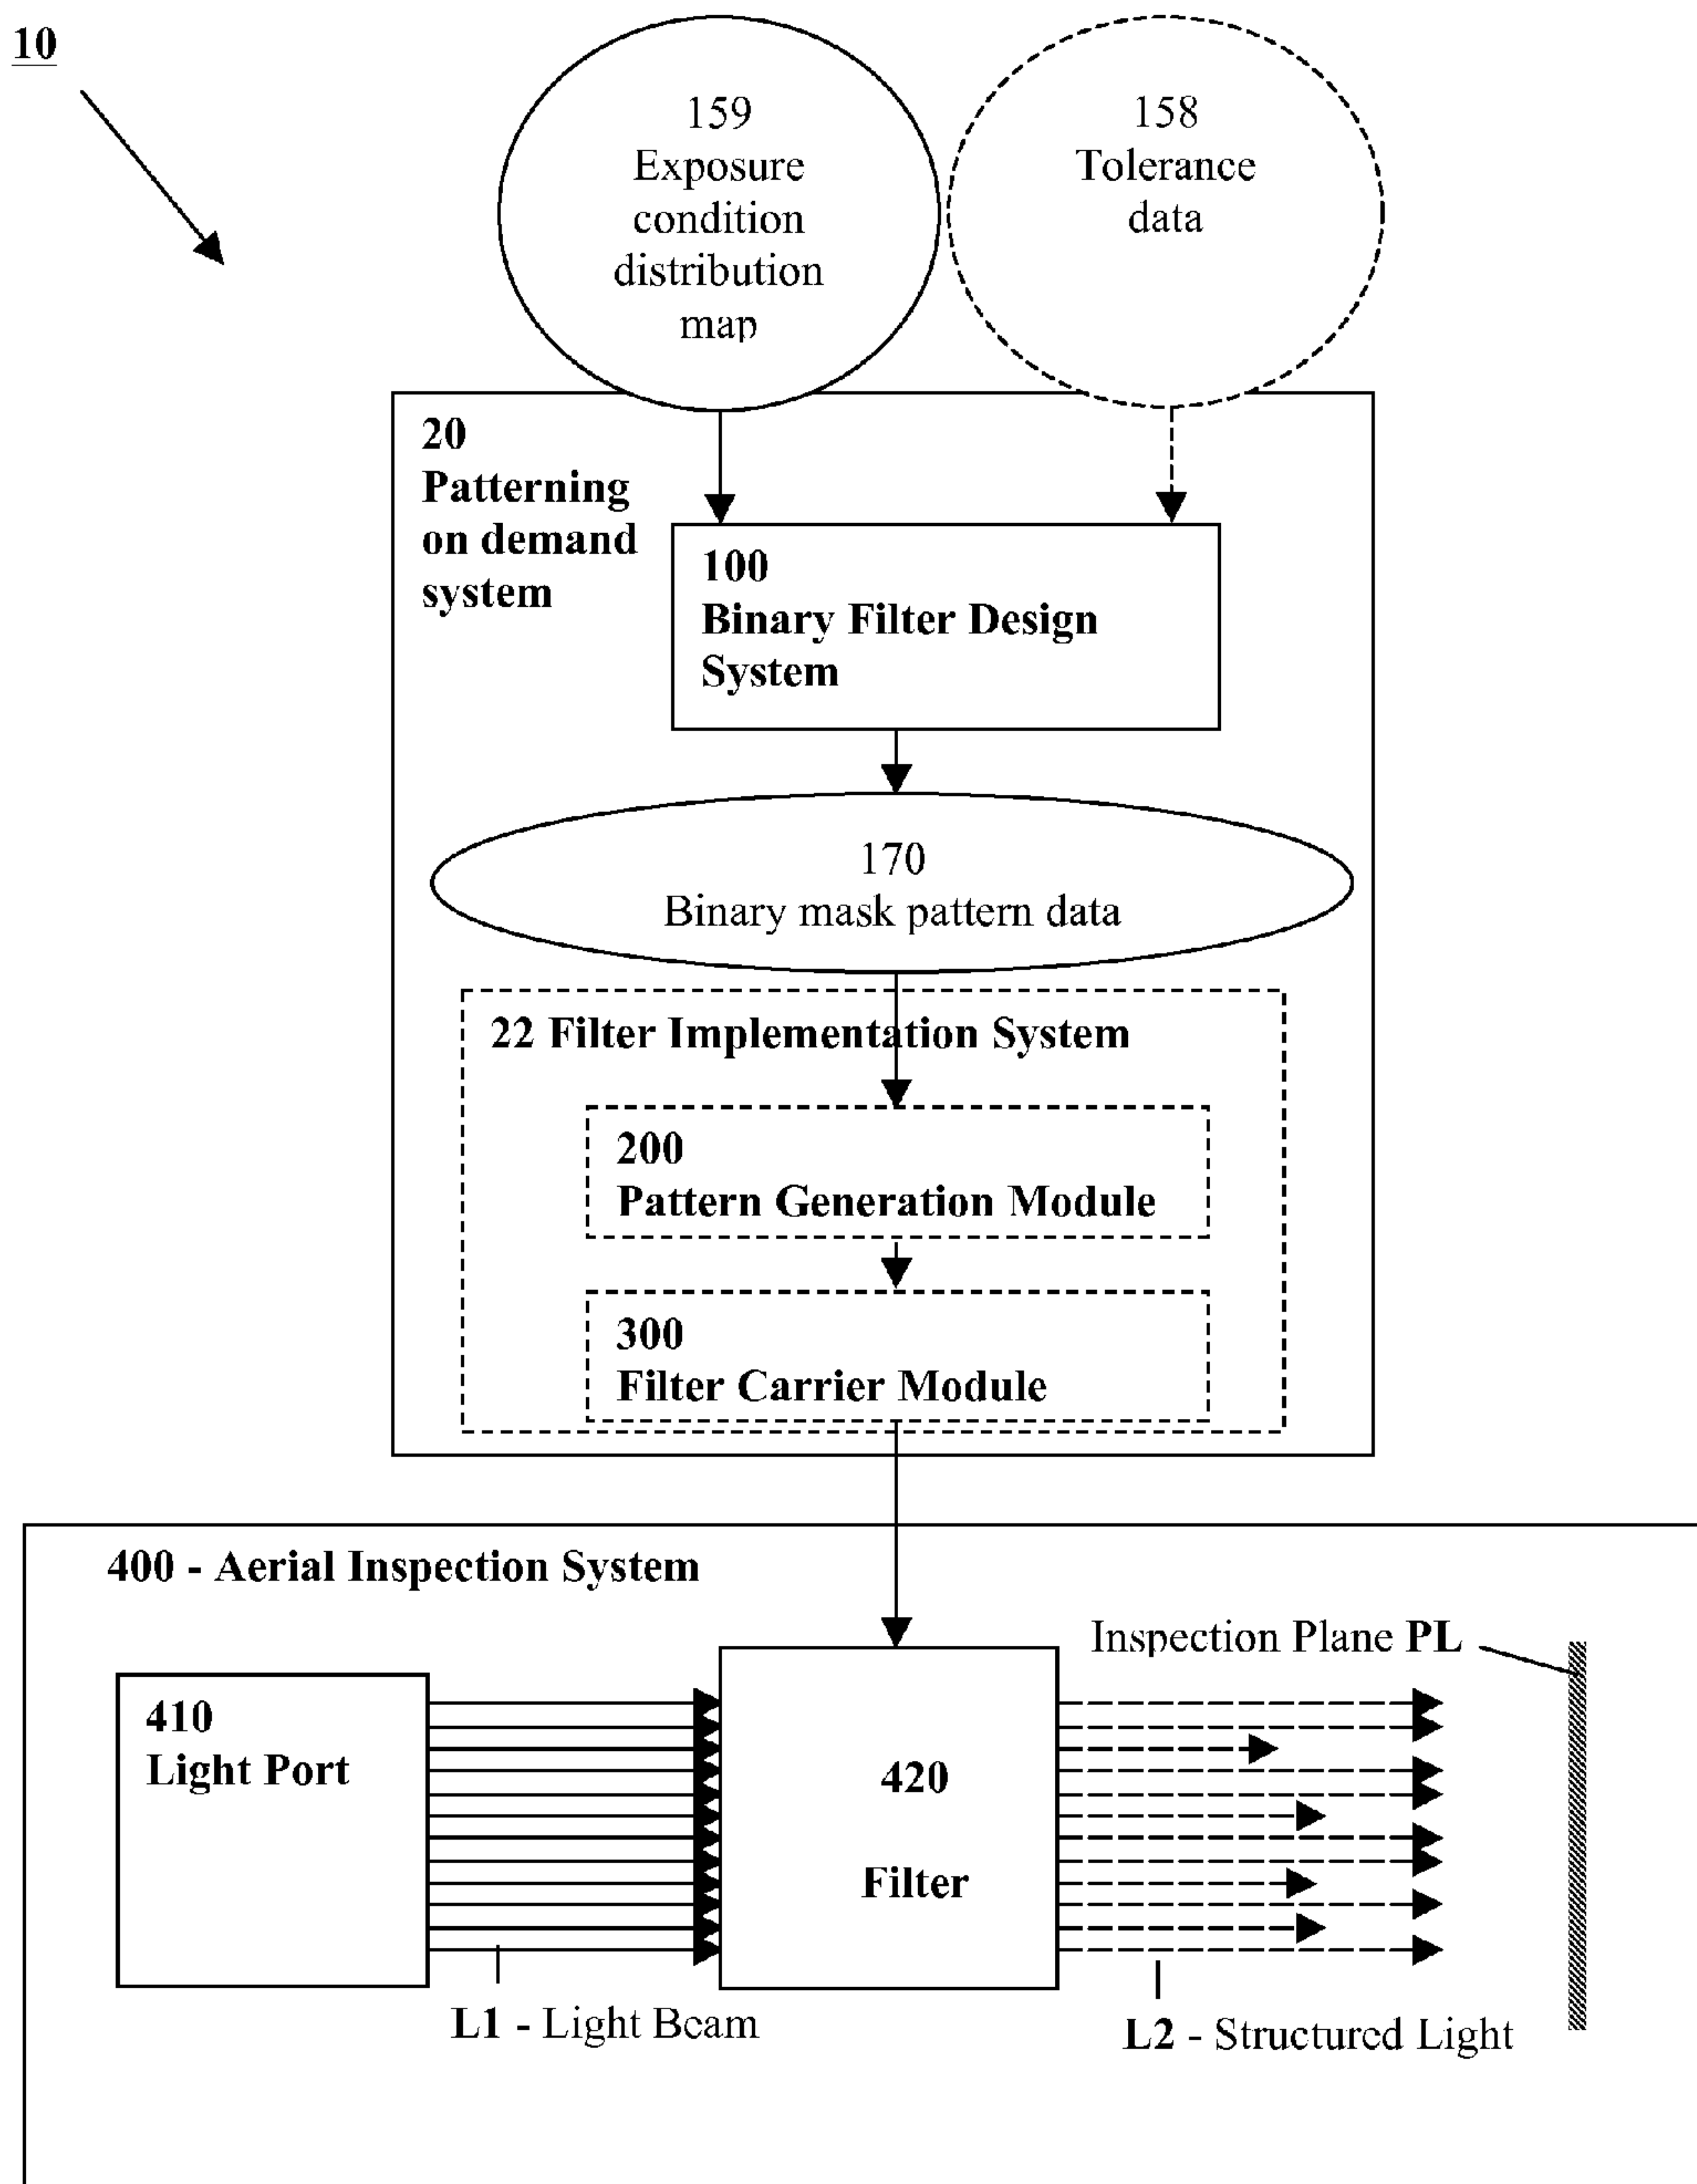 10
159
Exposure
condition
distribution
map
158
Tolerance
data
20
Patterning
on demand
system
100
Binary Filter Design
System
170
Binary mask pattern data
22 Filter Implementation System
200
Pattern Generation Module
300
Filter Carrier Module
400 - Aerial Inspection System
Inspection Plane PL
410
Light Port
420
Filter
L1 - Light Beam
L2 - Structured Light